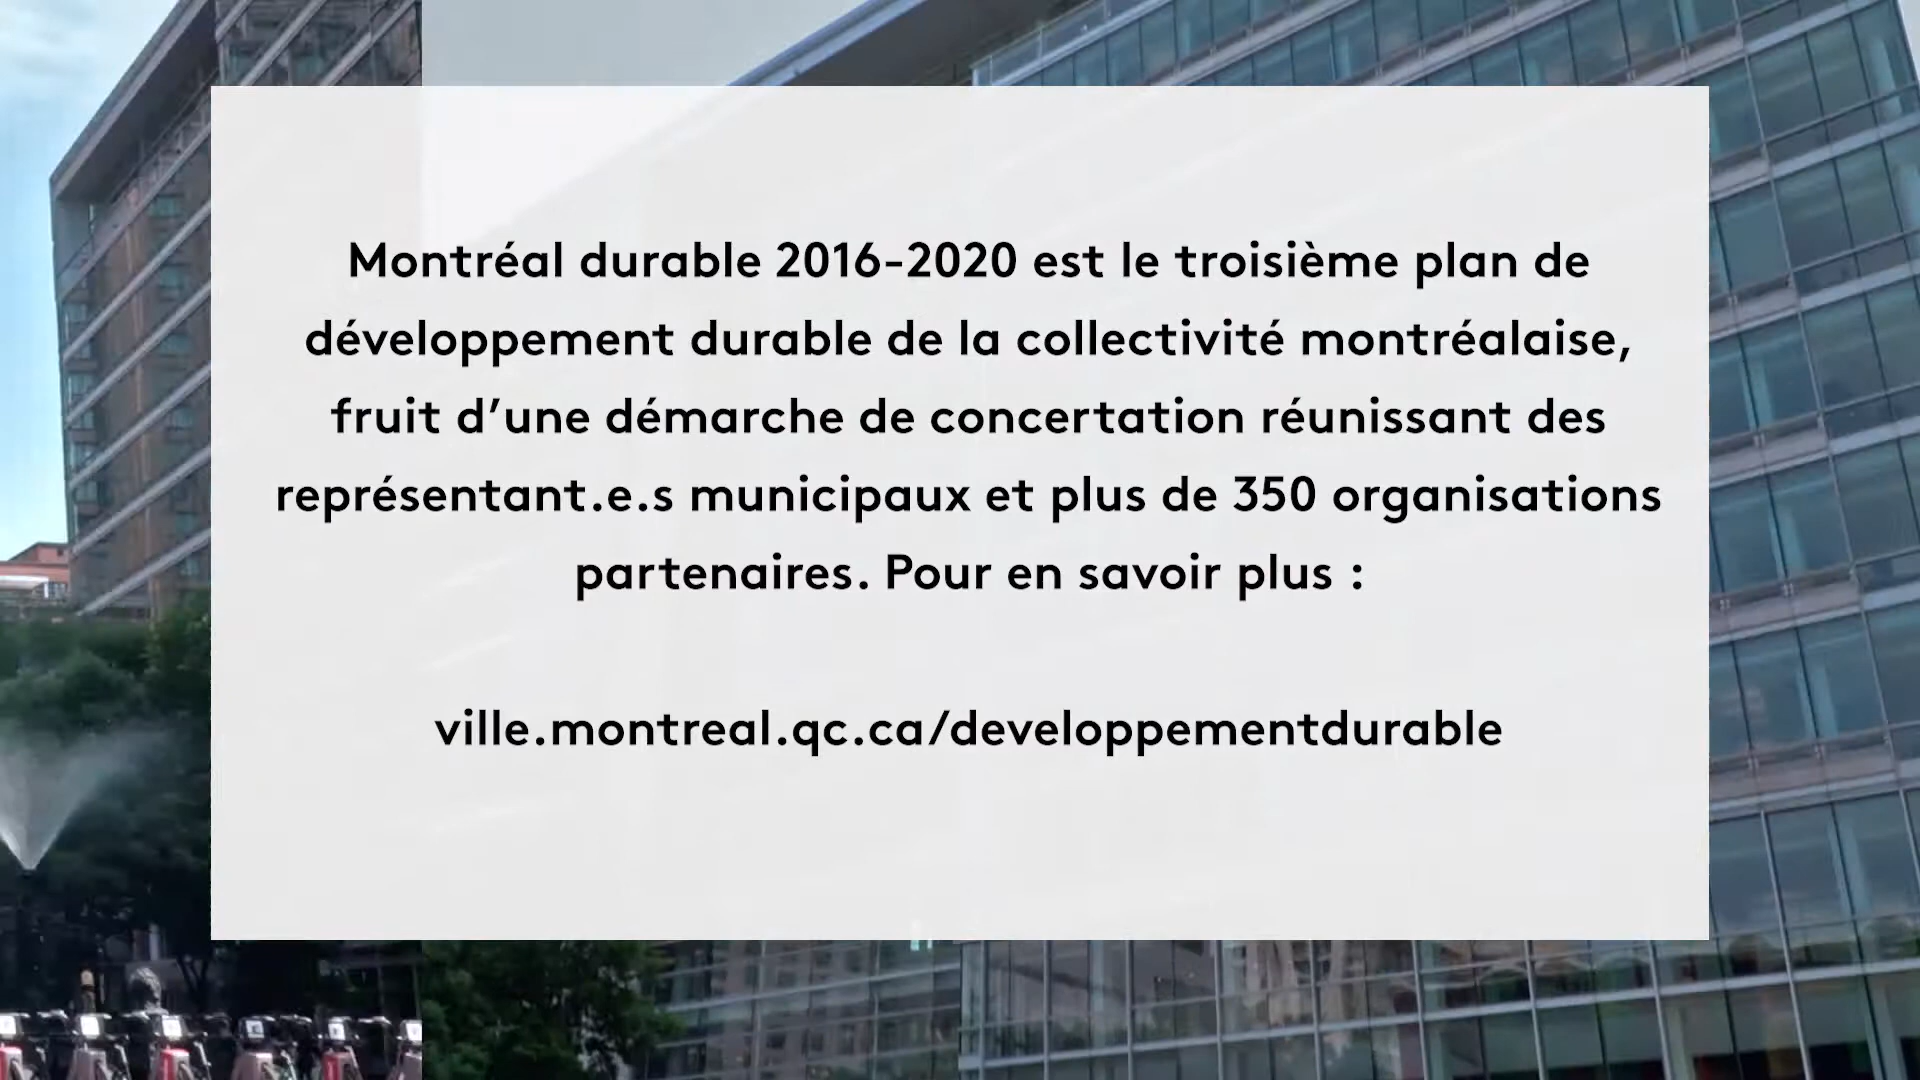 Montréal durable 2016-2020 est le troisième plan de
développement durable de la collectivité montréalaise,
fruit d’une démarche de concertation réunissant des
représentant.e.s municipaux et plus de 350 organisations
partenaires. Pour en savoir plus :
ville.montreal.qc.ca/developpementdurable